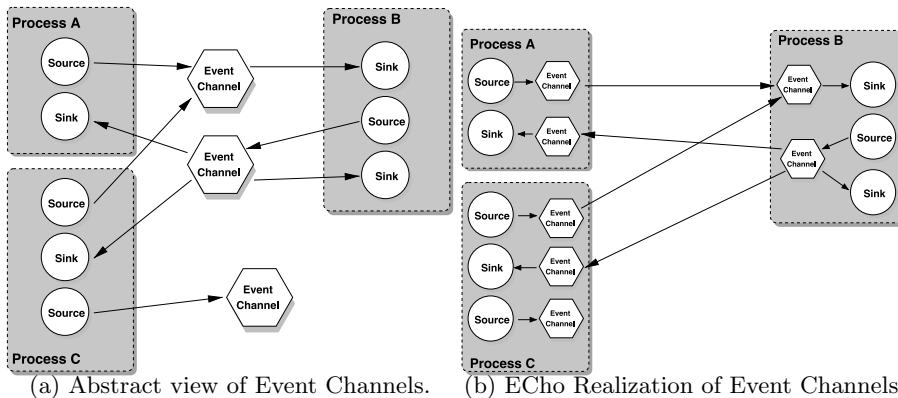 Process A
Source
Sink
Event
Channel
Event
Channel
Process B
Sink
Source
Sink
Source
Sink
Source
Process C
Event
Channel
(a) Abstract view of Event Channels.
Process A
Source
Event
Channel
Sink
Event
Channel
Process B
Event
Channel
Sink
Source
Event
Channel
Sink
Source
Event
Channel
Sink
Event
Channel
Source
Event
Channel
Process C
(b) ECho Realization of Event Channels